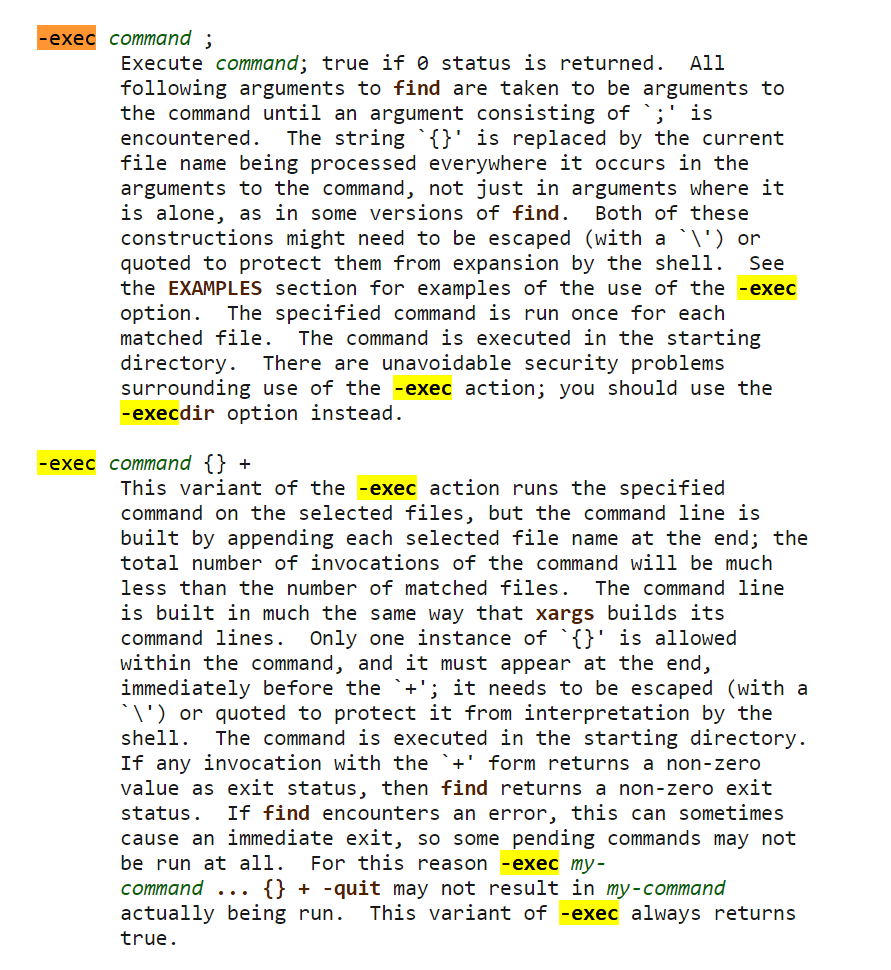 -exec command ;
Execute command; true if 0 status is returned.  All
following arguments to find are taken to be arguments to
the command until an argument consisting of `;' is
encountered.  The string `{}' is replaced by the current
file name being processed everywhere it occurs in the
arguments to the command, not just in arguments where it
is alone, as in some versions of find.  Both of these
constructions might need to be escaped (with a `\') or
quoted to protect them from expansion by the shell.  See
the EXAMPLES section for examples of the use of the -exec
option.  The specified command is run once for each
matched file.  The command is executed in the starting
directory.  There are unavoidable security problems
surrounding use of the -exec action; you should use the
-execdir option instead.
-exec command {} +
This variant of the -exec action runs the specified
command on the selected files, but the command line is
built by appending each selected file name at the end; the
total number of invocations of the command will be much
less than the number of matched files.  The command line
is built in much the same way that xargs builds its
command lines.  Only one instance of `{}' is allowed
within the command, and it must appear at the end,
immediately before the `+'; it needs to be escaped (with a
`\') or quoted to protect it from interpretation by the
shell.  The command is executed in the starting directory.
If any invocation with the `+' form returns a non-zero
value as exit status, then find returns a non-zero exit
status.  If find encounters an error, this can sometimes
cause an immediate exit, so some pending commands may not
be run at all.  For this reason -exec my-
command ... {} + -quit may not result in my-command
actually being run.  This variant of -exec always returns
true.